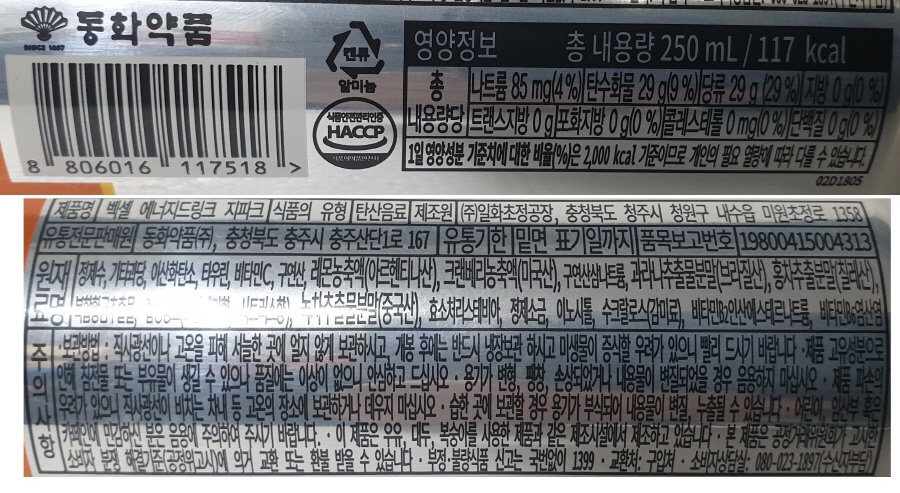 동화약품
SINCE 1897
8 806016 117518 >
캔류
알미늄
식품안전관리인증
HACCP
식품의약품안전처
영양정보 총 내용량 250 mL / 117 kcal
총 내용량당
나트륨 85 mg(4 %) 탄수화물 29 g(9 %) 당류 29 g (29 %) 지방 0 g(0 %)
트랜스지방 0 g 포화지방 0 g(0 %) 콜레스테롤 0 mg(0 %) 단백질 0 g(0 %)
1일 영양성분 기준치에 대한 비율(%)은 2,000 kcal 기준이므로 개인의 필요 열량에 따라 다를 수 있습니다.
02D1805
제품명 벡셀 에너지드링크 지파크 식품의 유형 탄산음료 제조원 (주)일화초정공장, 충청북도 청주시 청원구 내수읍 미원초정로 1358
유통전문판매원 동화약품(주), 충청북도 충주시 충주산단1로 167 유통기한 밑면 표기일까지 품목보고번호 19800415004313
원재료명 정제수, 기타과당, 이산화탄소, 타우린, 비타민C, 구연산, 레몬농축액(아르헨티나산), 크랜베리농축액(미국산), 구연산삼나트륨, 과라나추출물분말(브라질산), 홍차추출분말(칠레산),
녹차추출물분말(중국산), 효소처리스테비아, 정제소금, 이노시톨, 수크랄로스(감미료), 비타민B2인산에스테르나트륨, 비타민B6염산염
주의사항 · 보관방법 : 직사광선이나 고온을 피해 서늘한 곳에 얼지 않게 보관하시고, 개봉 후에는 반드시 냉장보관 하시고 미생물이 증식할 우려가 있으니 빨리 드시기 바랍니다. · 제품 고유성분으로
인해 침전물 또는 부유물이 생길 수 있으나 품질에는 이상이 없으니 안심하고 드십시오. · 용기가 변형, 팽창, 손상되었거나 내용물이 변질되었을 경우 음용하지 마십시오. · 제품 파손의
우려가 있으니 직사광선이 비치는 차내 등 고온의 장소에 보관하거나 데우지 마십시오. · 습한 곳에 보관할 경우 용기가 부식되어 내용물이 변질, 누출될 수 있습니다. · 어린이, 임산부 혹은
카페인에 민감하신 분은 음용에 주의하여 주시기 바랍니다. · 이 제품은 우유, 대두, 복숭아를 사용한 제품과 같은 제조시설에서 제조하고 있습니다. · 본 제품은 공정거래위원회가 고시한
소비자 분쟁 해결기준(공정위고시)에 의거 교환 또는 환불 받을 수 있습니다. · 부정·불량식품 신고는 국번없이 1399 · 교환처: 구입처 · 소비자상담실: 080-023-1897(수신자부담)